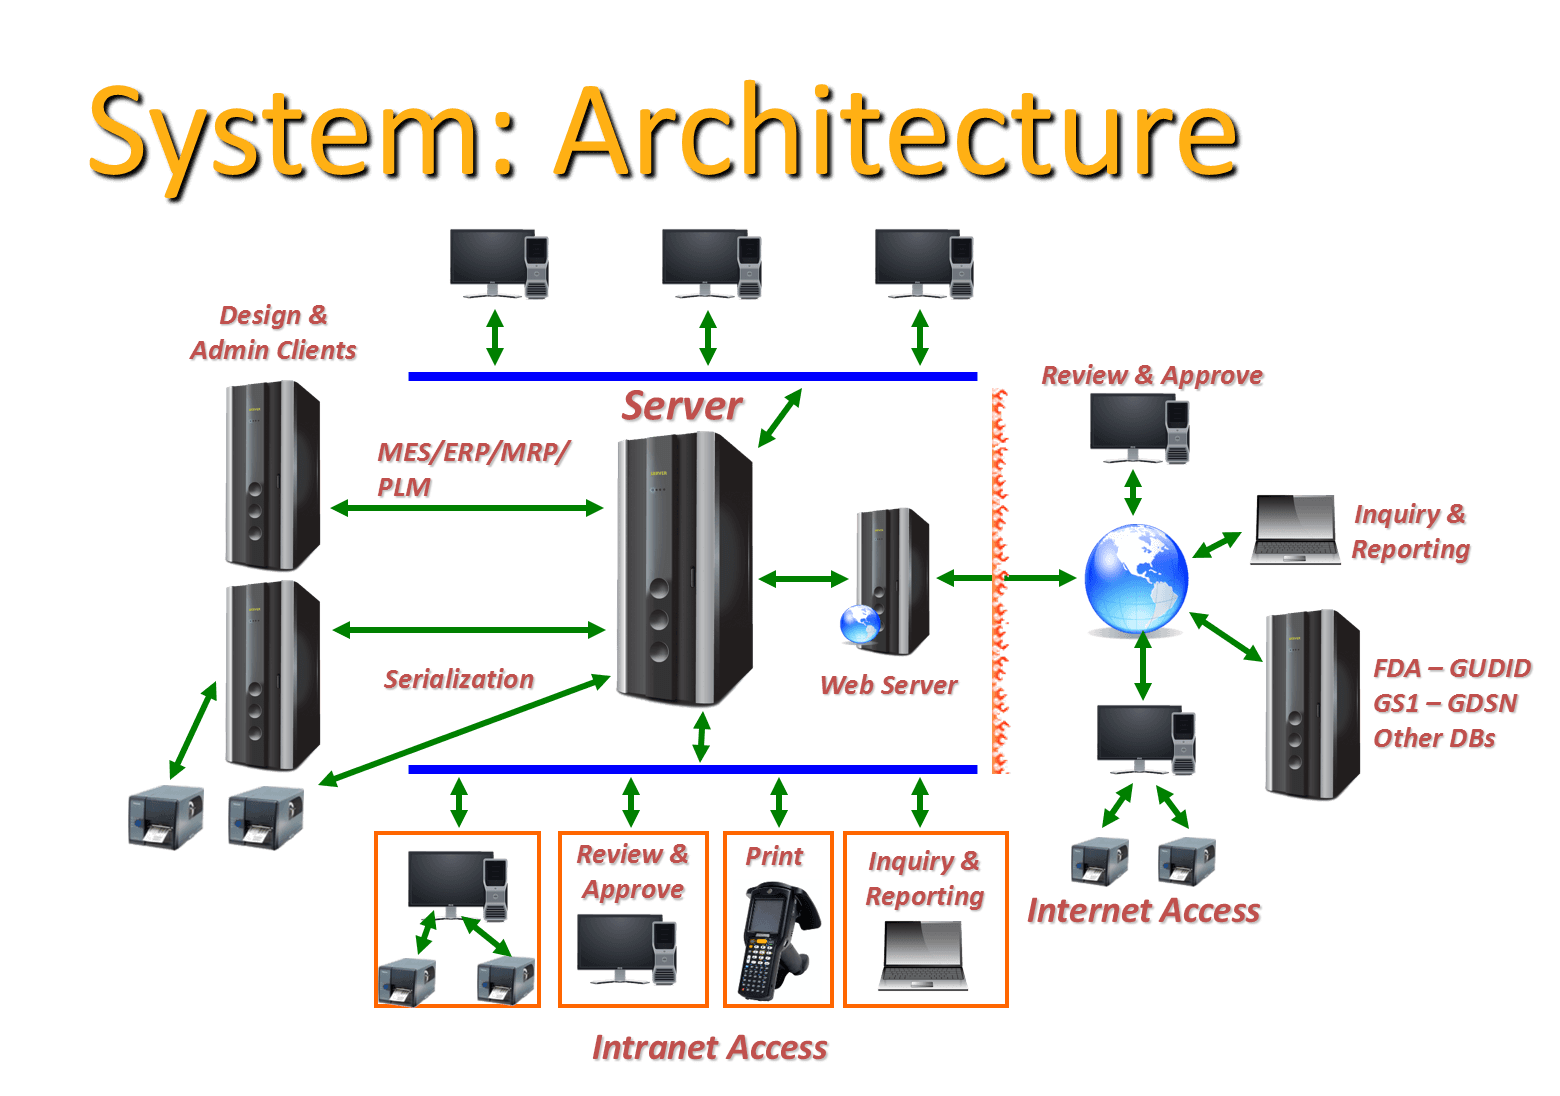 System: Architecture
Design &
Admin Clients
Server
Review & Approve
MES/ERP/MRP/
PLM
Inquiry &
Reporting
Serialization
Web Server
FDA – GUDID
GS1 – GDSN
Other DBs
Review &
Approve
Print
Inquiry &
Reporting
Internet Access
Intranet Access